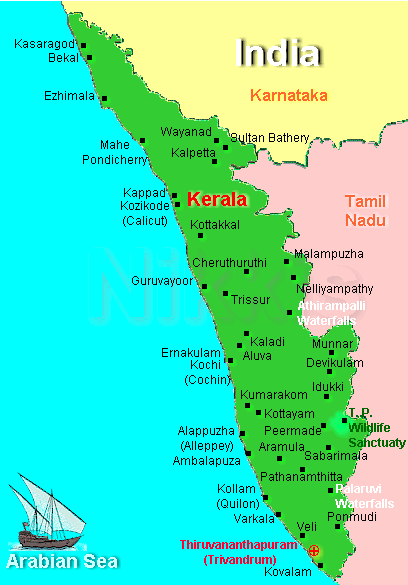 India
Kasaragod
Bekal
Karnataka
Ezhimala
Wayanad
Sultan Bathery
Mahe
Pondicherry
Kalpetta
Kappad
Kozikode
(Calicut)
Kerala
Tamil
Nadu
Kottakkal
Malampuzha
Cheruthuruthi
Guruvayoor
Nelliyampathy
Trissur
Athirampalli
Waterfalls
Kaladi
Aluva
Munnar
Ernakulam
Kochi
(Cochin)
Devikulam
Idukki
Kumarakom
Kottayam
T. P.
Wildlife
Sanctuaty
Peermade
Alappuzha
(Alleppey)
Ambalapuza
Aramula
Sabarimala
Pathanamthitta
Kollam
(Quilon)
Palaruvi
Waterfalls
Varkala
Veli
Ponmudi
Thiruvananthapuram
(Trivandrum)
Kovalam
Arabian Sea